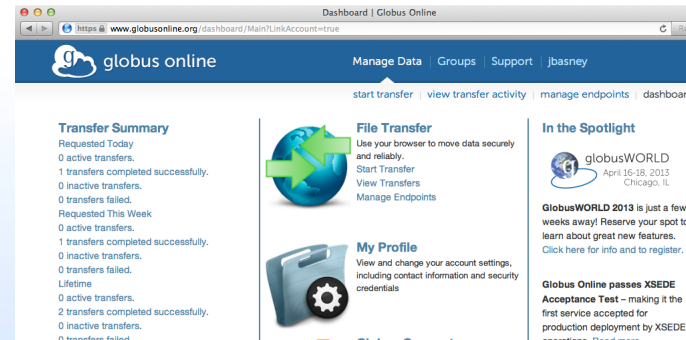 Dashboard | Globus Online
https www.globusonline.org/dashboard/Main?LinkAccount=true
globus online
Manage Data | Groups | Support | jbasney
start transfer | view transfer activity | manage endpoints | dashboar
Transfer Summary
Requested Today
0 active transfers.
1 transfers completed successfully.
0 inactive transfers.
0 transfers failed.
Requested This Week
0 active transfers.
1 transfers completed successfully.
0 inactive transfers.
0 transfers failed.
Lifetime
0 active transfers.
2 transfers completed successfully.
0 inactive transfers.
0 transfers failed
File Transfer
Use your browser to move data securely
and reliably.
Start Transfer
View Transfers
Manage Endpoints
My Profile
View and change your account settings,
including contact information and security
credentials
In the Spotlight
globusWORLD
April 16-18, 2013
Chicago, IL
GlobusWORLD 2013 is just a few
weeks away! Reserve your spot to
learn about great new features.
Click here for info and to register.
Globus Online passes XSEDE
Acceptance Test – making it the
first service accepted for
production deployment by XSEDE
operations. Read more